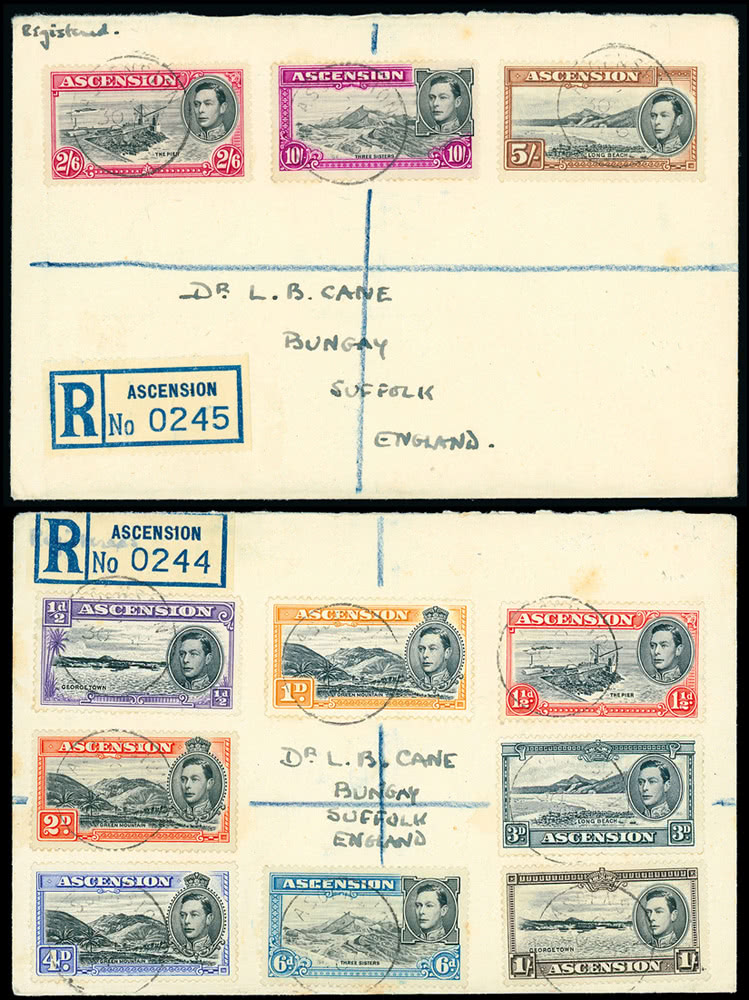 Registered.
ASCENSION
THE PIER
2/6 2/6
ASCENSION
THREE SISTERS
10/- 10/-
ASCENSION
LONG BEACH
5/-
DR L. B. CANE
BUNGAY
SUFFOLK
ENGLAND.
R ASCENSION
No 0245
R ASCENSION
No 0244
½d ASCENSION
GEORGETOWN
½d
ASCENSION
1D GREEN MOUNTAIN
ASCENSION
THE PIER
1½D 1½D
ASCENSION
2D GREEN MOUNTAIN
DR L. B. CANE
BUNGAY
SUFFOLK
ENGLAND
LONG BEACH
3D ASCENSION 3D
ASCENSION
4D GREEN MOUNTAIN
ASCENSION
THREE SISTERS
6d 6d
GEORGETOWN
1/- ASCENSION 1/-